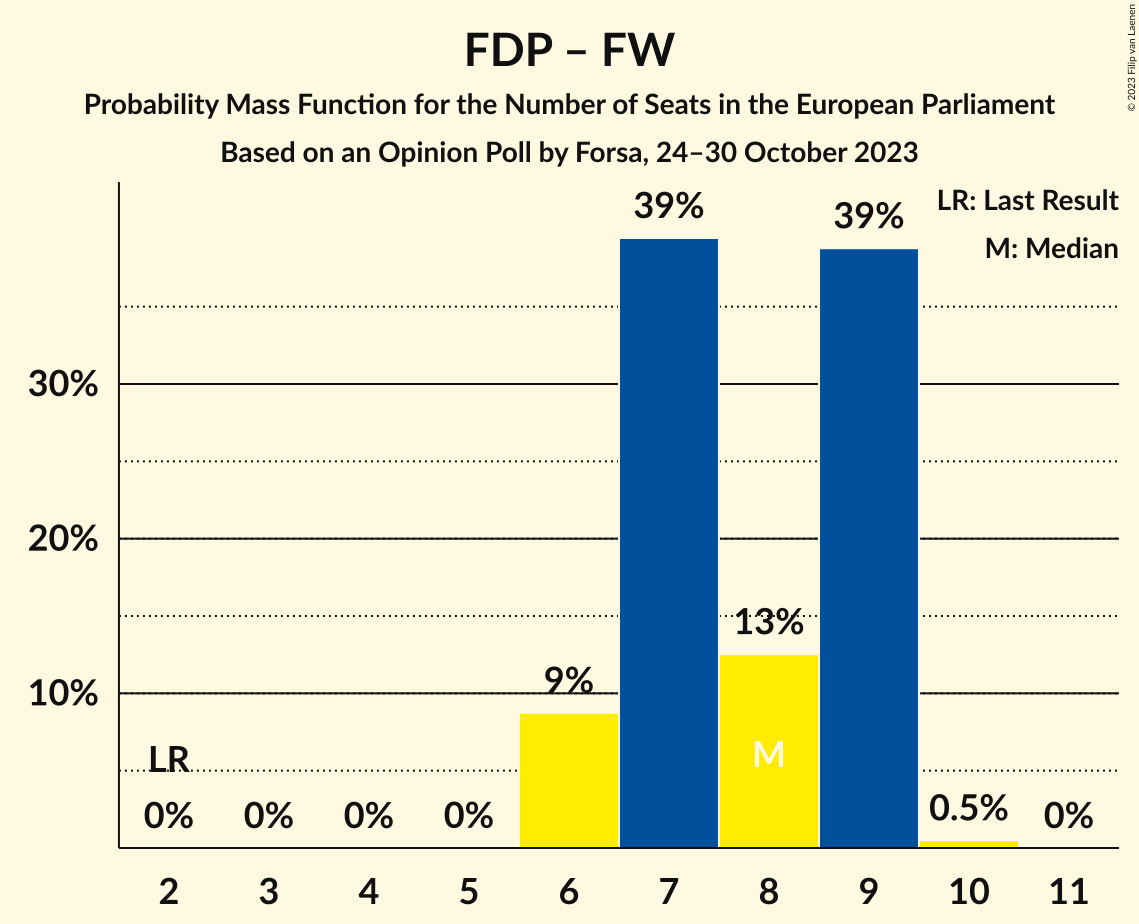 FDP – FW
Probability Mass Function for the Number of Seats in the European Parliament
Based on an Opinion Poll by Forsa, 24–30 October 2023
© 2023 Filip van Laenen
LR: Last Result
M: Median
39%
39%
30%
20%
13%
10%
9%
M
LR
0%
0%
0%
0%
0.5%
0%
2
3
4
5
6
7
8
9
10
11